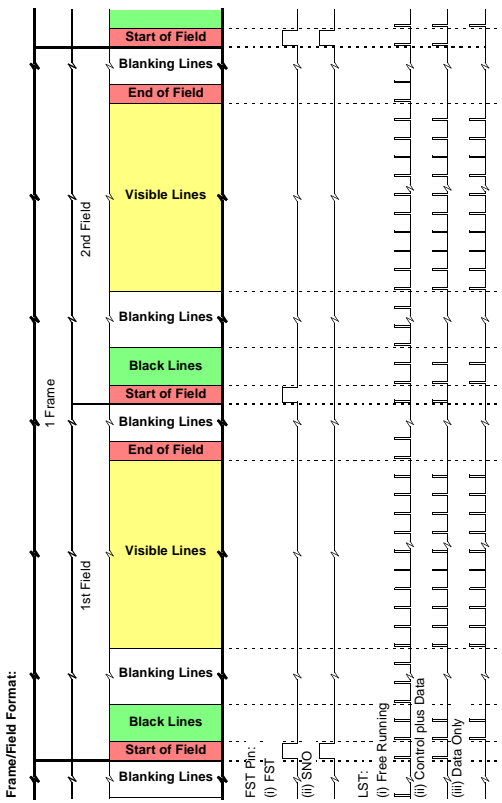 Start of Field
Blanking Lines
End of Field
Visible Lines
2nd Field
Blanking Lines
Black Lines
Start of Field
1 Frame
Blanking Lines
End of Field
Visible Lines
1st Field
Blanking Lines
Black Lines
Start of Field
Blanking Lines
Frame/Field Format:
FST Pin:
(i) FST
(ii) SNO
LST:
(i) Free Running
(ii) Control plus Data
(iii) Data Only